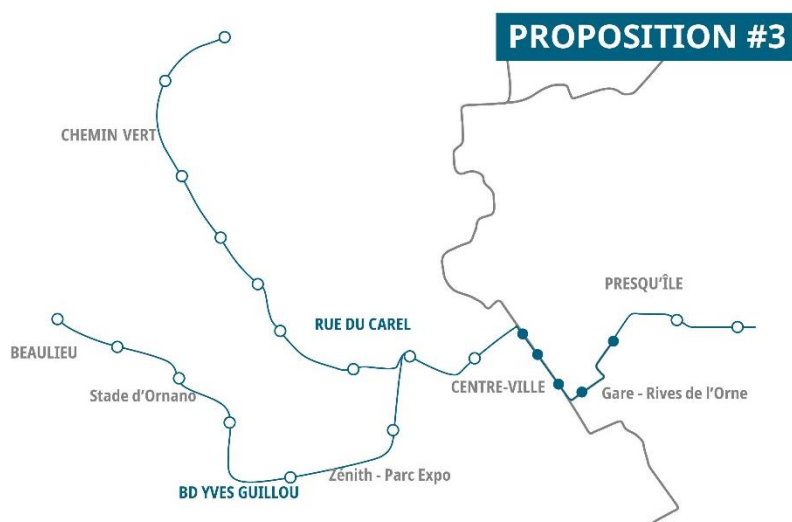 PROPOSITION #3
CHEMIN VERT
PRESQU'ÎLE
RUE DU CAREL
BEAULIEU
CENTRE-VILLE
Stade d'Ornano
Gare - Rives de l'Orne
Zénith - Parc Expo
BD YVES GUILLOU